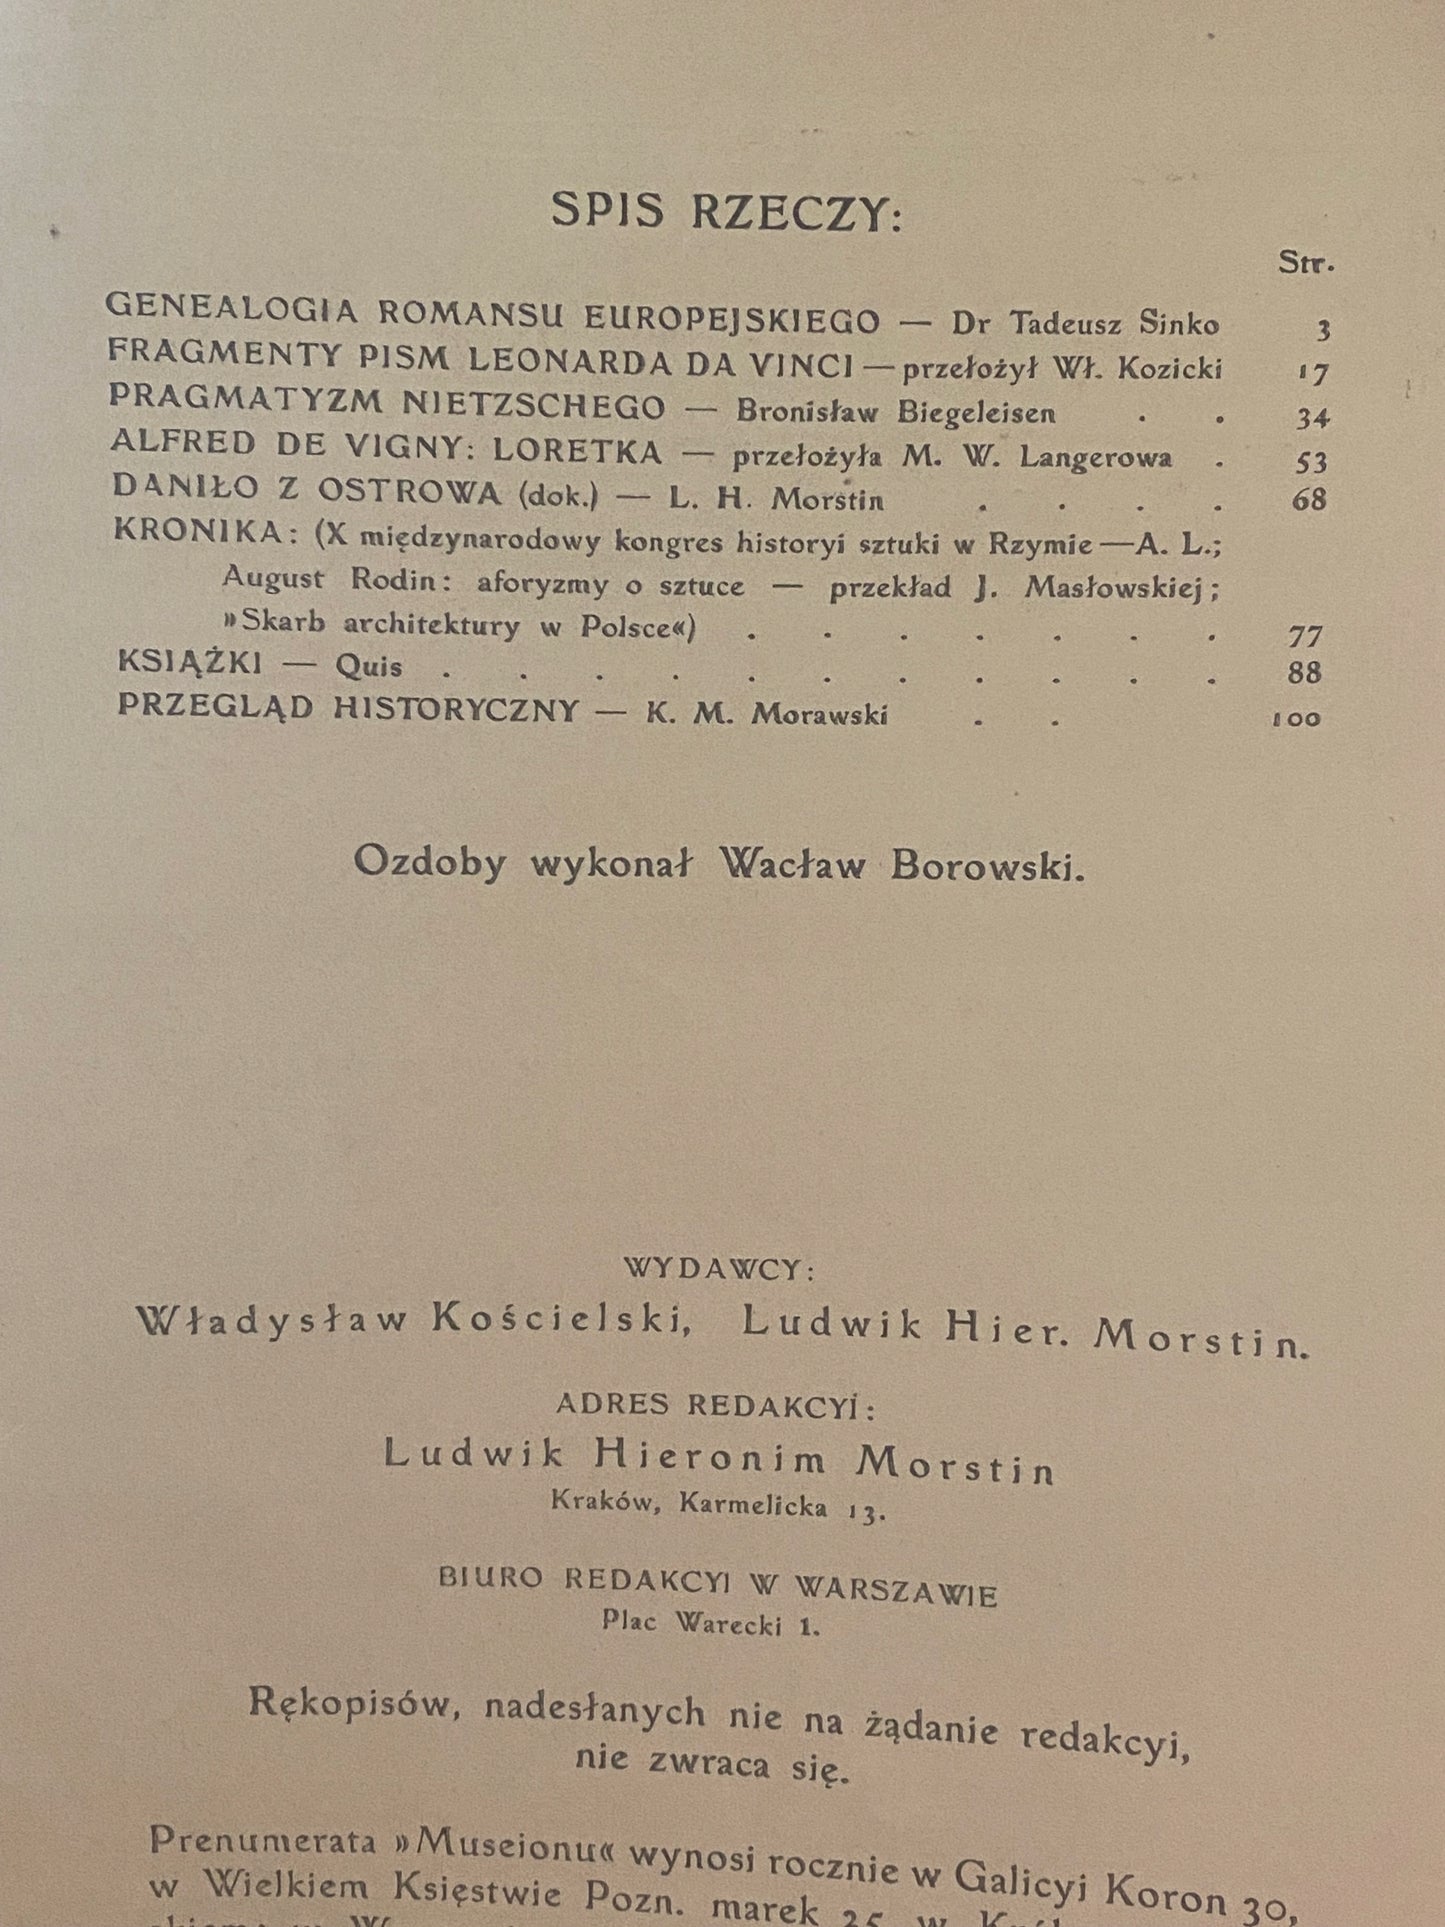 SPIS RZECZY:
Str.
GENEALOGIA ROMANSU EUROPEJSKIEGO — Dr Tadeusz Sinko 3
FRAGMENTY PISM LEONARDA DA VINCI — przełożył Wł. Kozicki 17
PRAGMATYZM NIETZSCHEGO — Bronisław Biegeleisen . . 34
ALFRED DE VIGNY: LORETKA — przełożyła M. W. Langerowa . 53
DANIŁO Z OSTROWA (dok.) — L. H. Morstin . . . . 68
KRONIKA: (X międzynarodowy kongres historyi sztuki w Rzymie — A. L.;
August Rodin: aforyzmy o sztuce — przekład J. Masłowskiej;
»Skarb architektury w Polsce«) . . . . . . . 77
KSIĄŻKI — Quis . . . . . . . . . . . 88
PRZEGLĄD HISTORYCZNY — K. M. Morawski . . 100
Ozdoby wykonał Wacław Borowski.
WYDAWCY:
Władysław Kościelski, Ludwik Hier. Morstin.
ADRES REDAKCYI:
Ludwik Hieronim Morstin
Kraków, Karmelicka 13.
BIURO REDAKCYI W WARSZAWIE
Plac Warecki 1.
Rękopisów, nadesłanych nie na żądanie redakcyi,
nie zwraca się.
Prenumerata »Museionu« wynosi rocznie w Galicyi Koron 30,
w Wielkiem Księstwie Pozn. marek 25, w